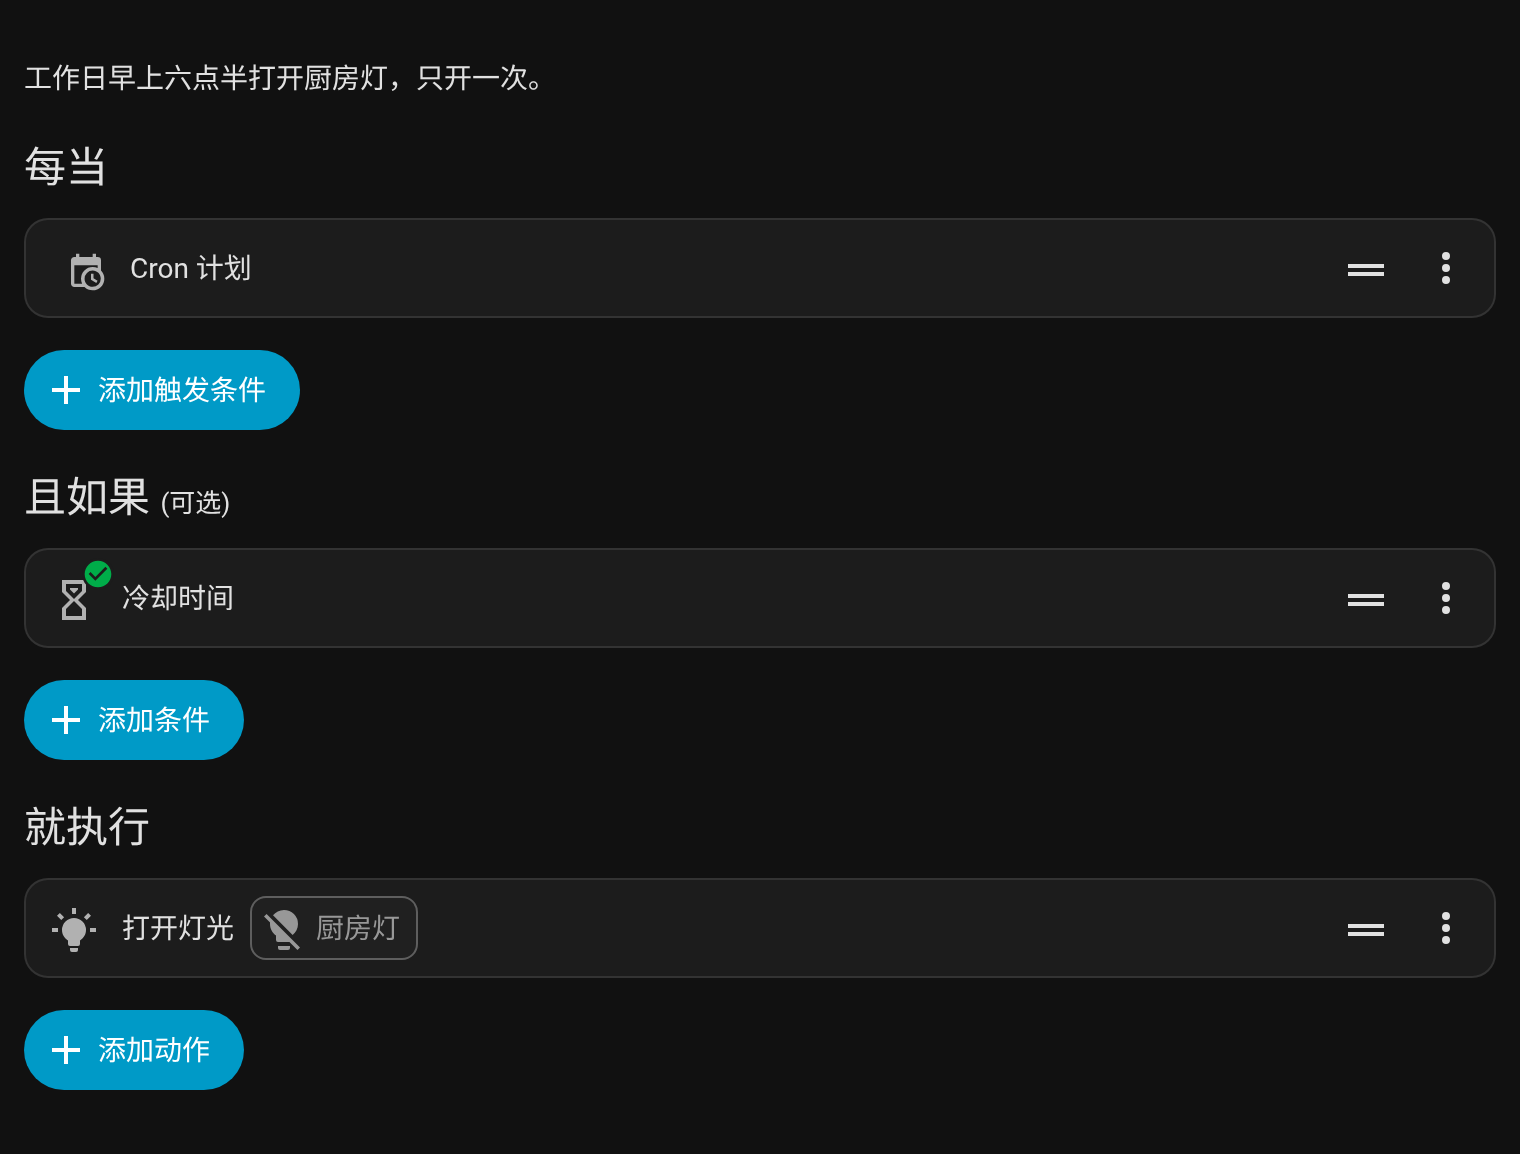 工作日早上六点半打开厨房灯，只开一次。
每当
Cron 计划
添加触发条件
且如果 (可选)
冷却时间
添加条件
就执行
打开灯光 厨房灯
添加动作